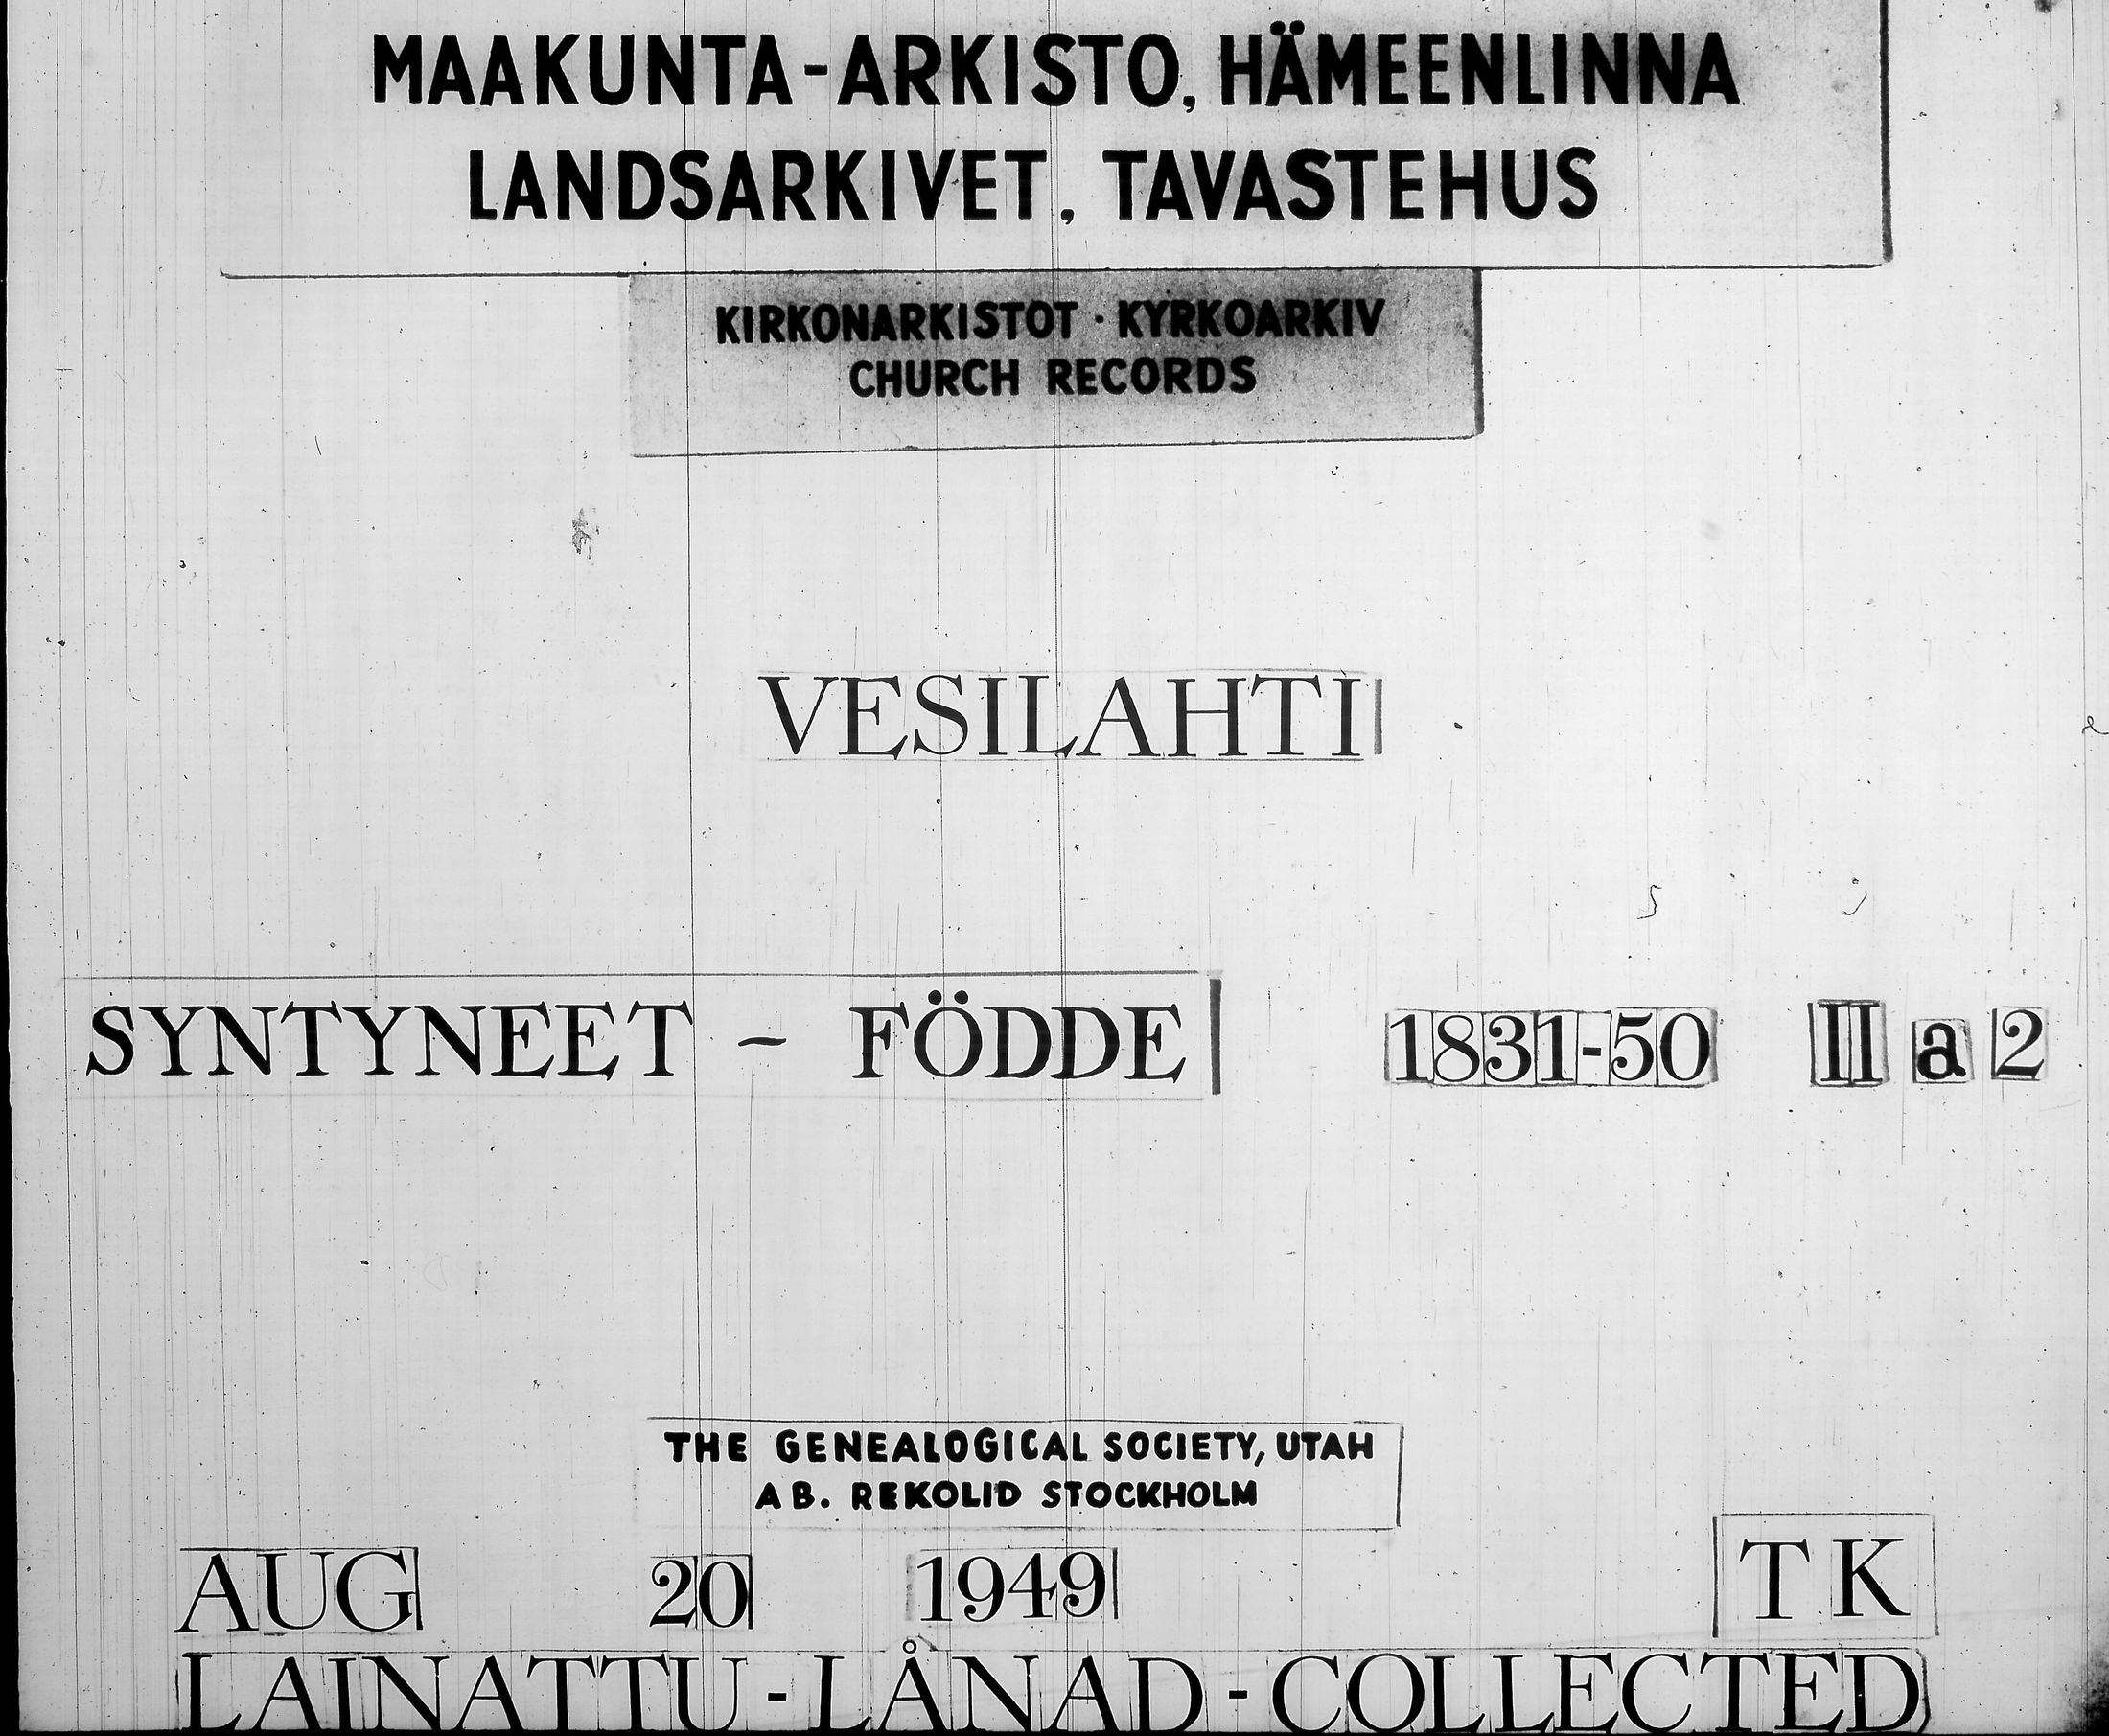 MAAKUNTA-ARKISTO, HÄMEENLINNA
LANDSARKIVET, TAVASTEHUS
KIRKONARKISTOT · KYRKOARKIV
CHURCH RECORDS
VESILAHTI
SYNTYNEET - FÖDDE 1831-50 II a 2
THE GENEALOGICAL SOCIETY, UTAH
AB. REKOLID STOCKHOLM
AUG 20 1949 TK
LAINATTU - LÅNAD - COLLECTED